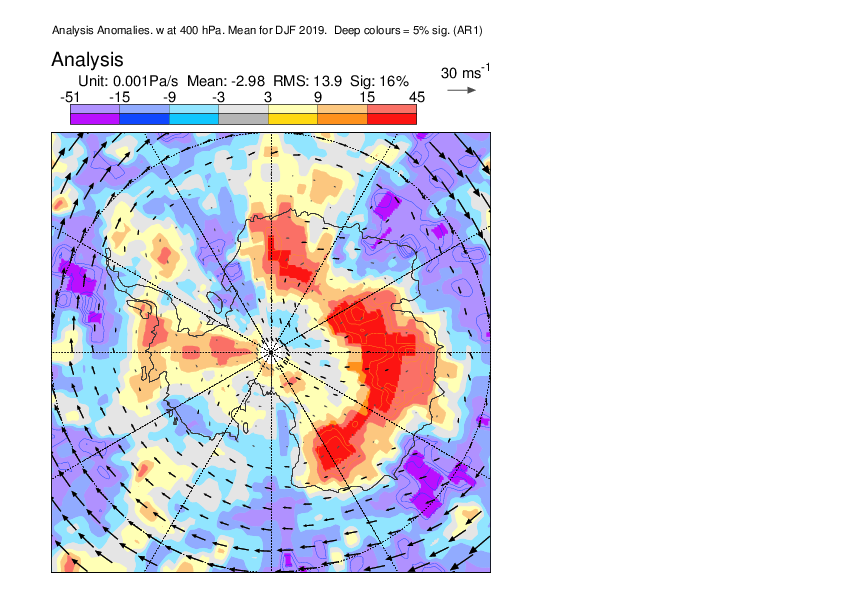 Analysis Anomalies. w at 400 hPa. Mean for DJF 2019. Deep colours = 5% sig. (AR1)
Analysis
Unit: 0.001Pa/s Mean: -2.98 RMS: 13.9 Sig: 16%
30 ms-1
-51 -15 -9 -3 3 9 15 45